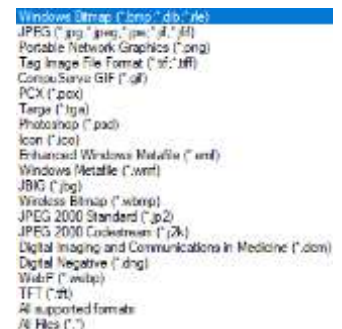 Windows Bitmap (*.bmp;*.dib;*.rle)
JPEG (*.jpg;*.jpeg;*.jpe;*.jif;*.jfif)
Portable Network Graphics (*.png)
Tag Image File Format (*.tif;*.tiff)
CompuServe GIF (*.gif)
PCX (*.pcx)
Targa (*.tga)
Photoshop (*.psd)
Icon (*.ico)
Enhanced Windows Metafile (*.emf)
Windows Metafile (*.wmf)
JBIG (*.jbg)
Wireless Bitmap (*.wbmp)
JPEG 2000 Standard (*.jp2)
JPEG 2000 Codestream (*.j2k)
Digital Imaging and Communications in Medicine (*.dcm)
Digital Negative (*.dng)
WebP (*.webp)
TFT (*.tft)
All supported formats
All Files (*.*)